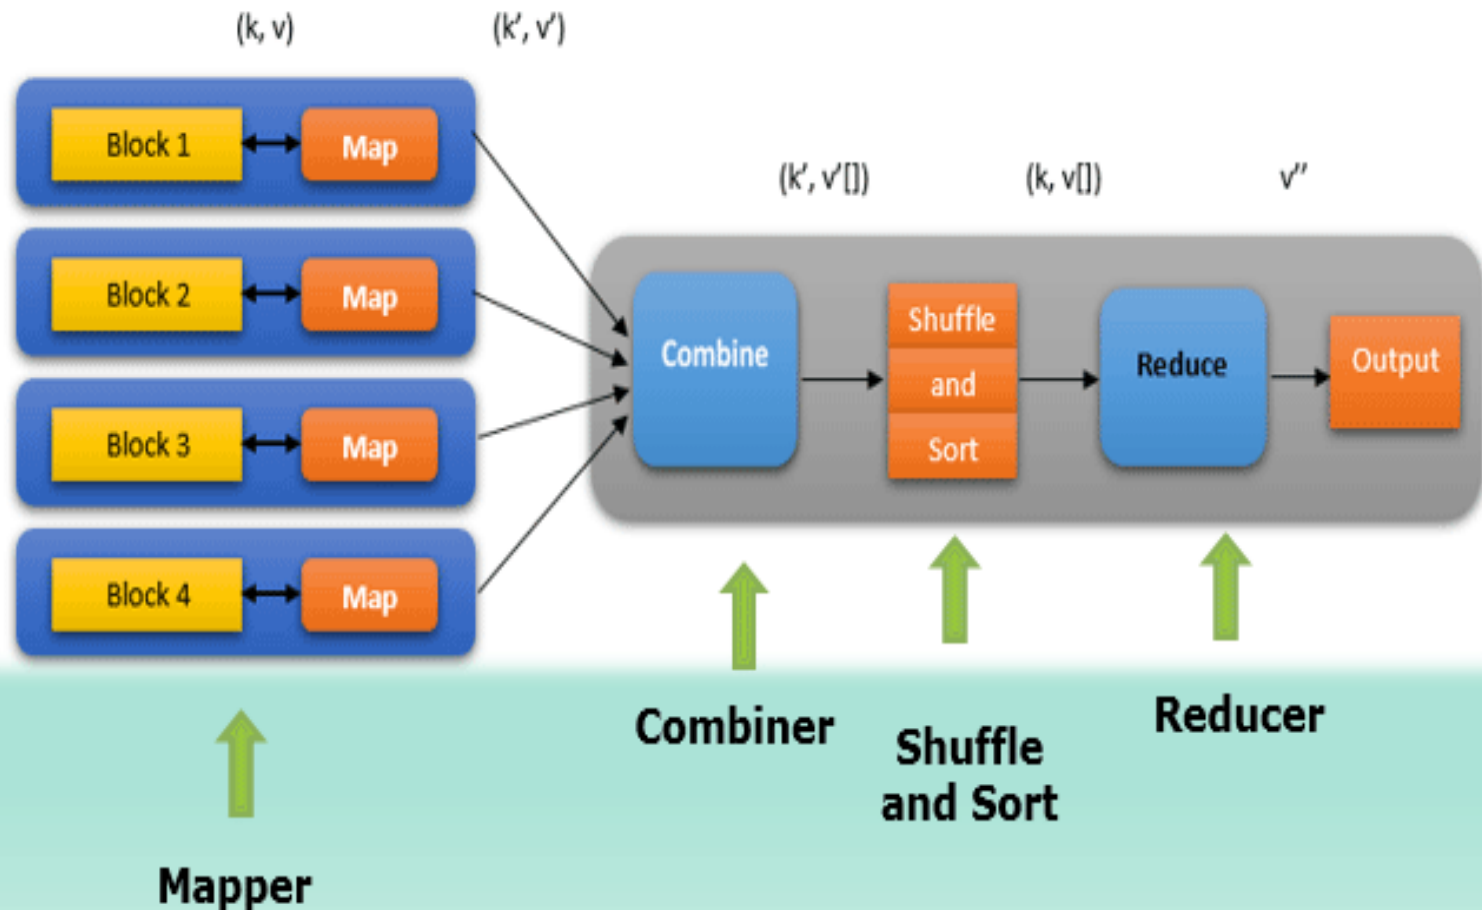 (k, v)
(k', v')
Block 1
Map
Block 2
Map
Block 3
Map
Block 4
Map
(k', v'[])
(k, v[])
v''
Combine
Shuffle
and
Sort
Reduce
Output
Mapper
Combiner
Shuffle
and Sort
Reducer